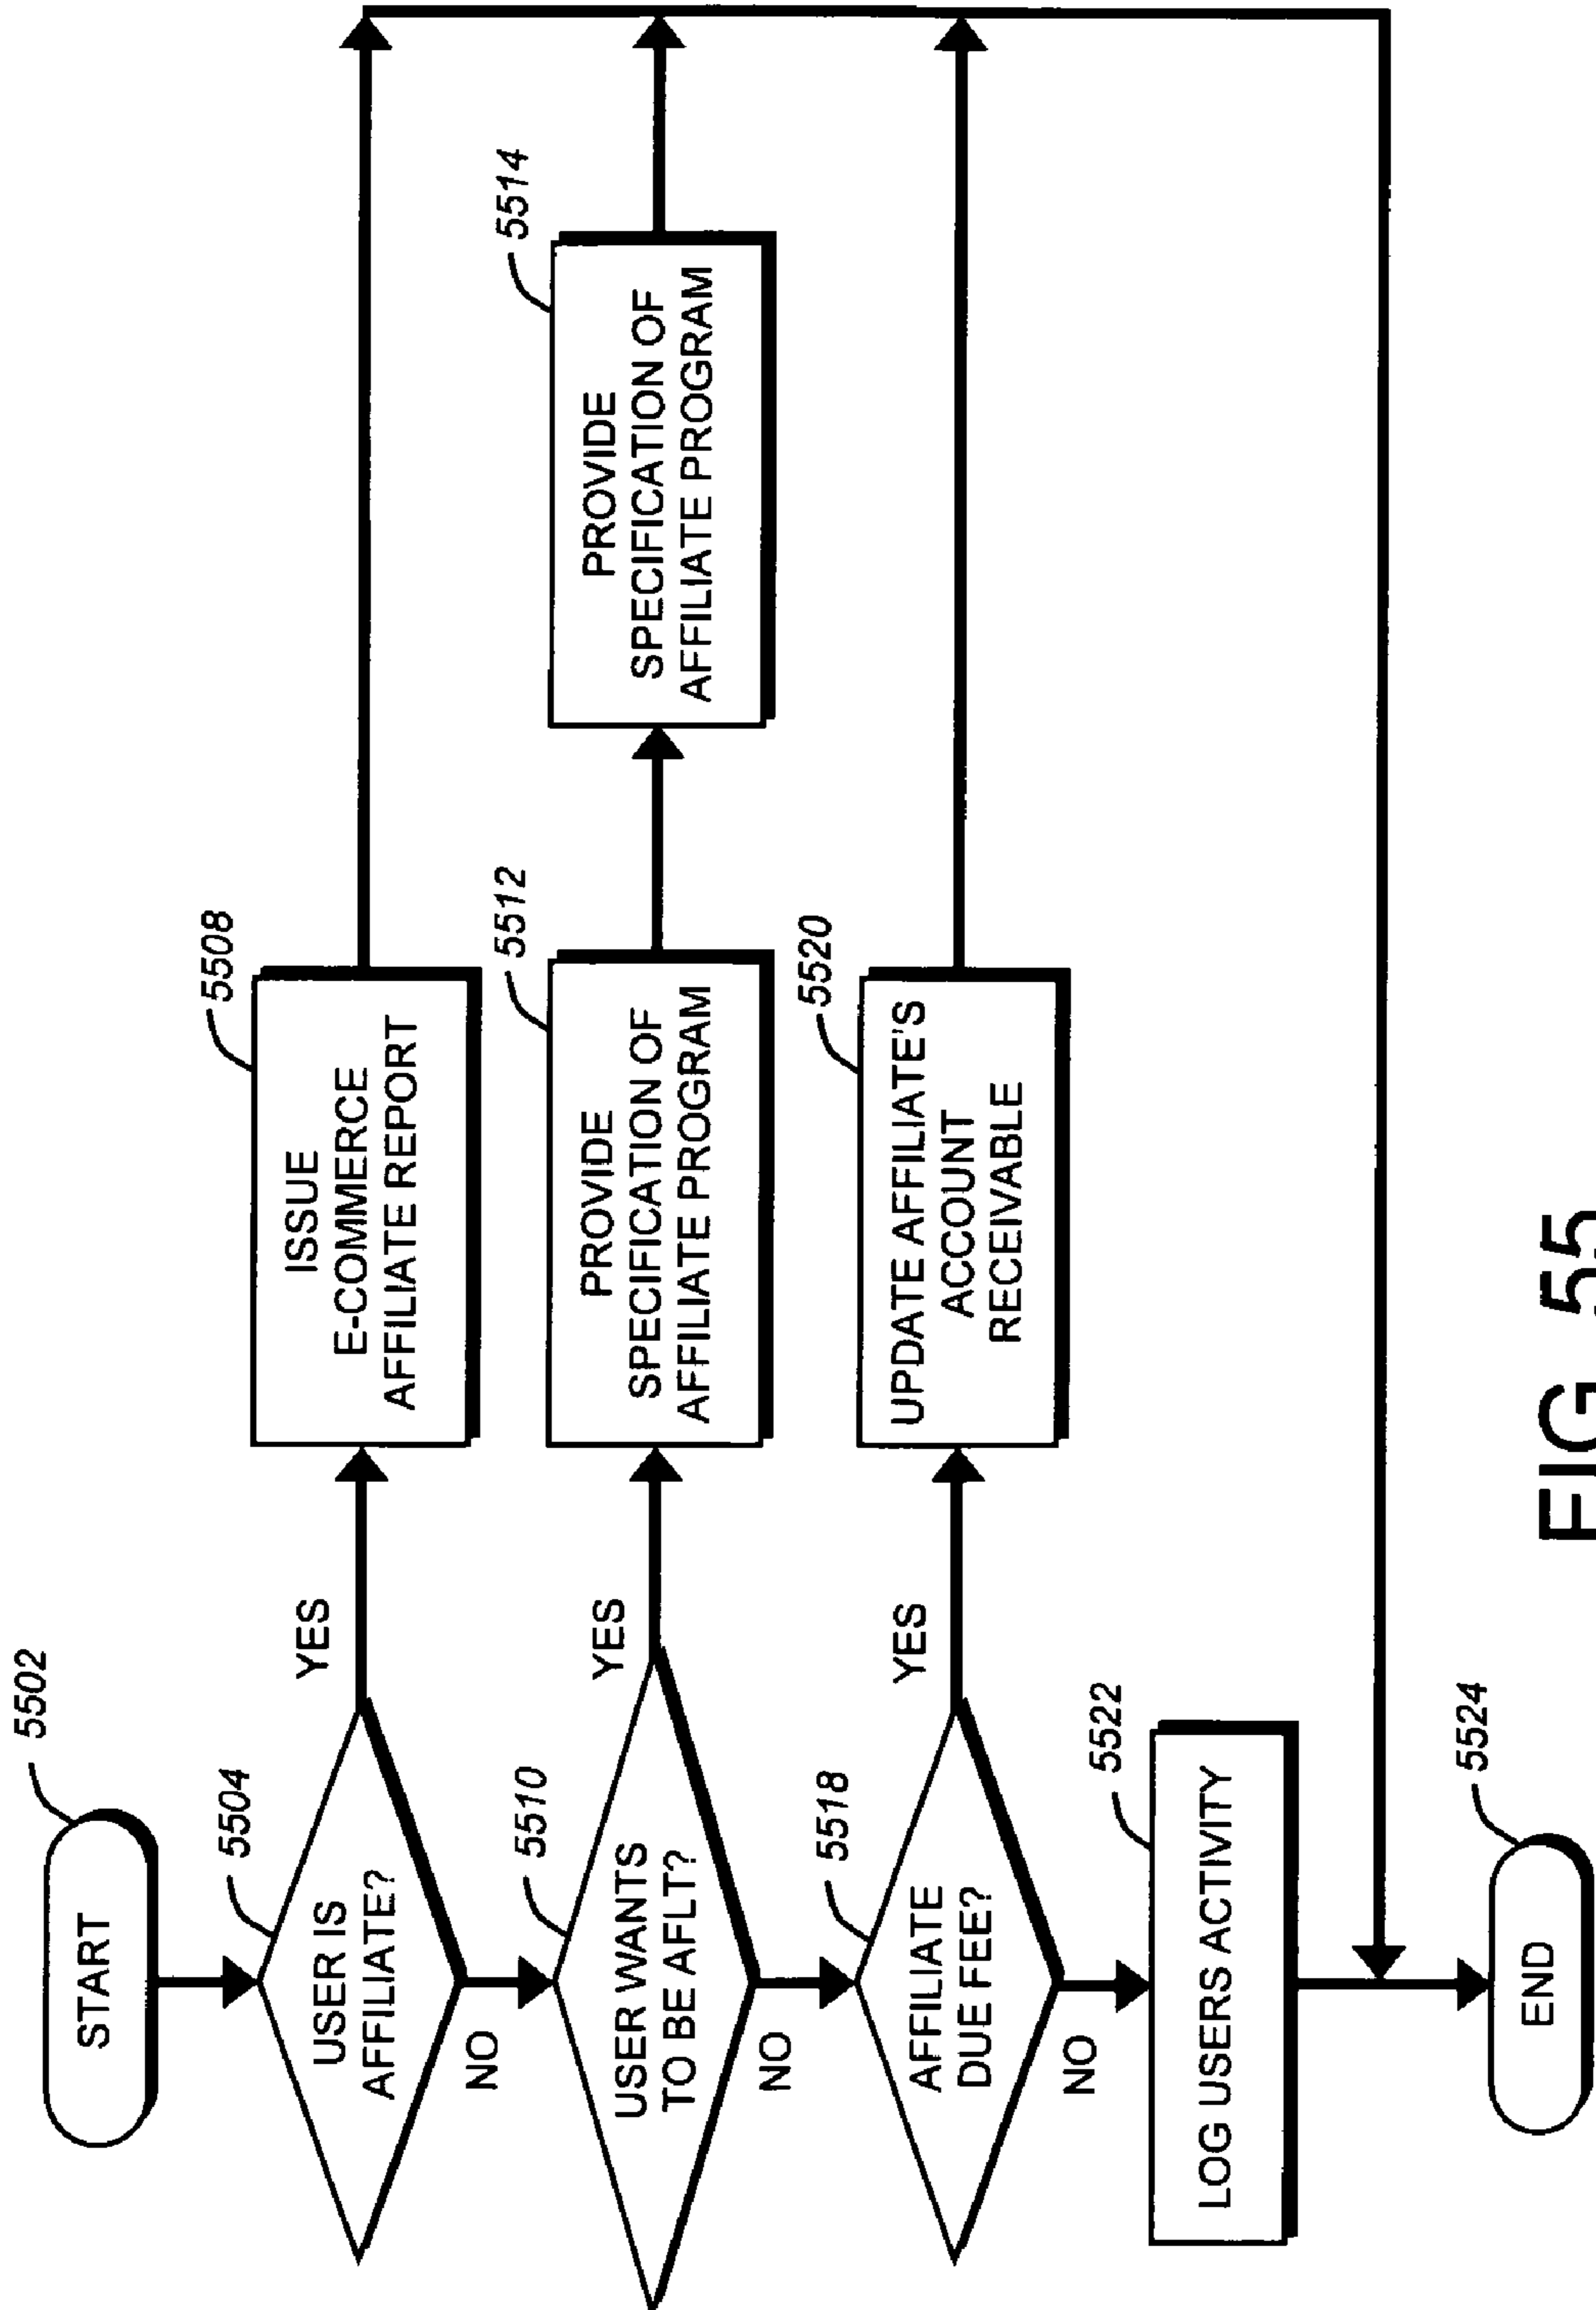 5502
START
5504
USER IS
AFFILIATE?
YES
NO
5508
ISSUE
E-COMMERCE
AFFILIATE REPORT
5510
USER WANTS
TO BE AFLT?
YES
NO
5512
PROVIDE
SPECIFICATION OF
AFFILIATE PROGRAM
5514
PROVIDE
SPECIFICATION OF
AFFILIATE PROGRAM
5518
AFFILIATE
DUE FEE?
YES
NO
5520
UPDATE AFFILIATE'S
ACCOUNT
RECEIVABLE
5522
LOG USERS ACTIVITY
5524
END
FIG. 55